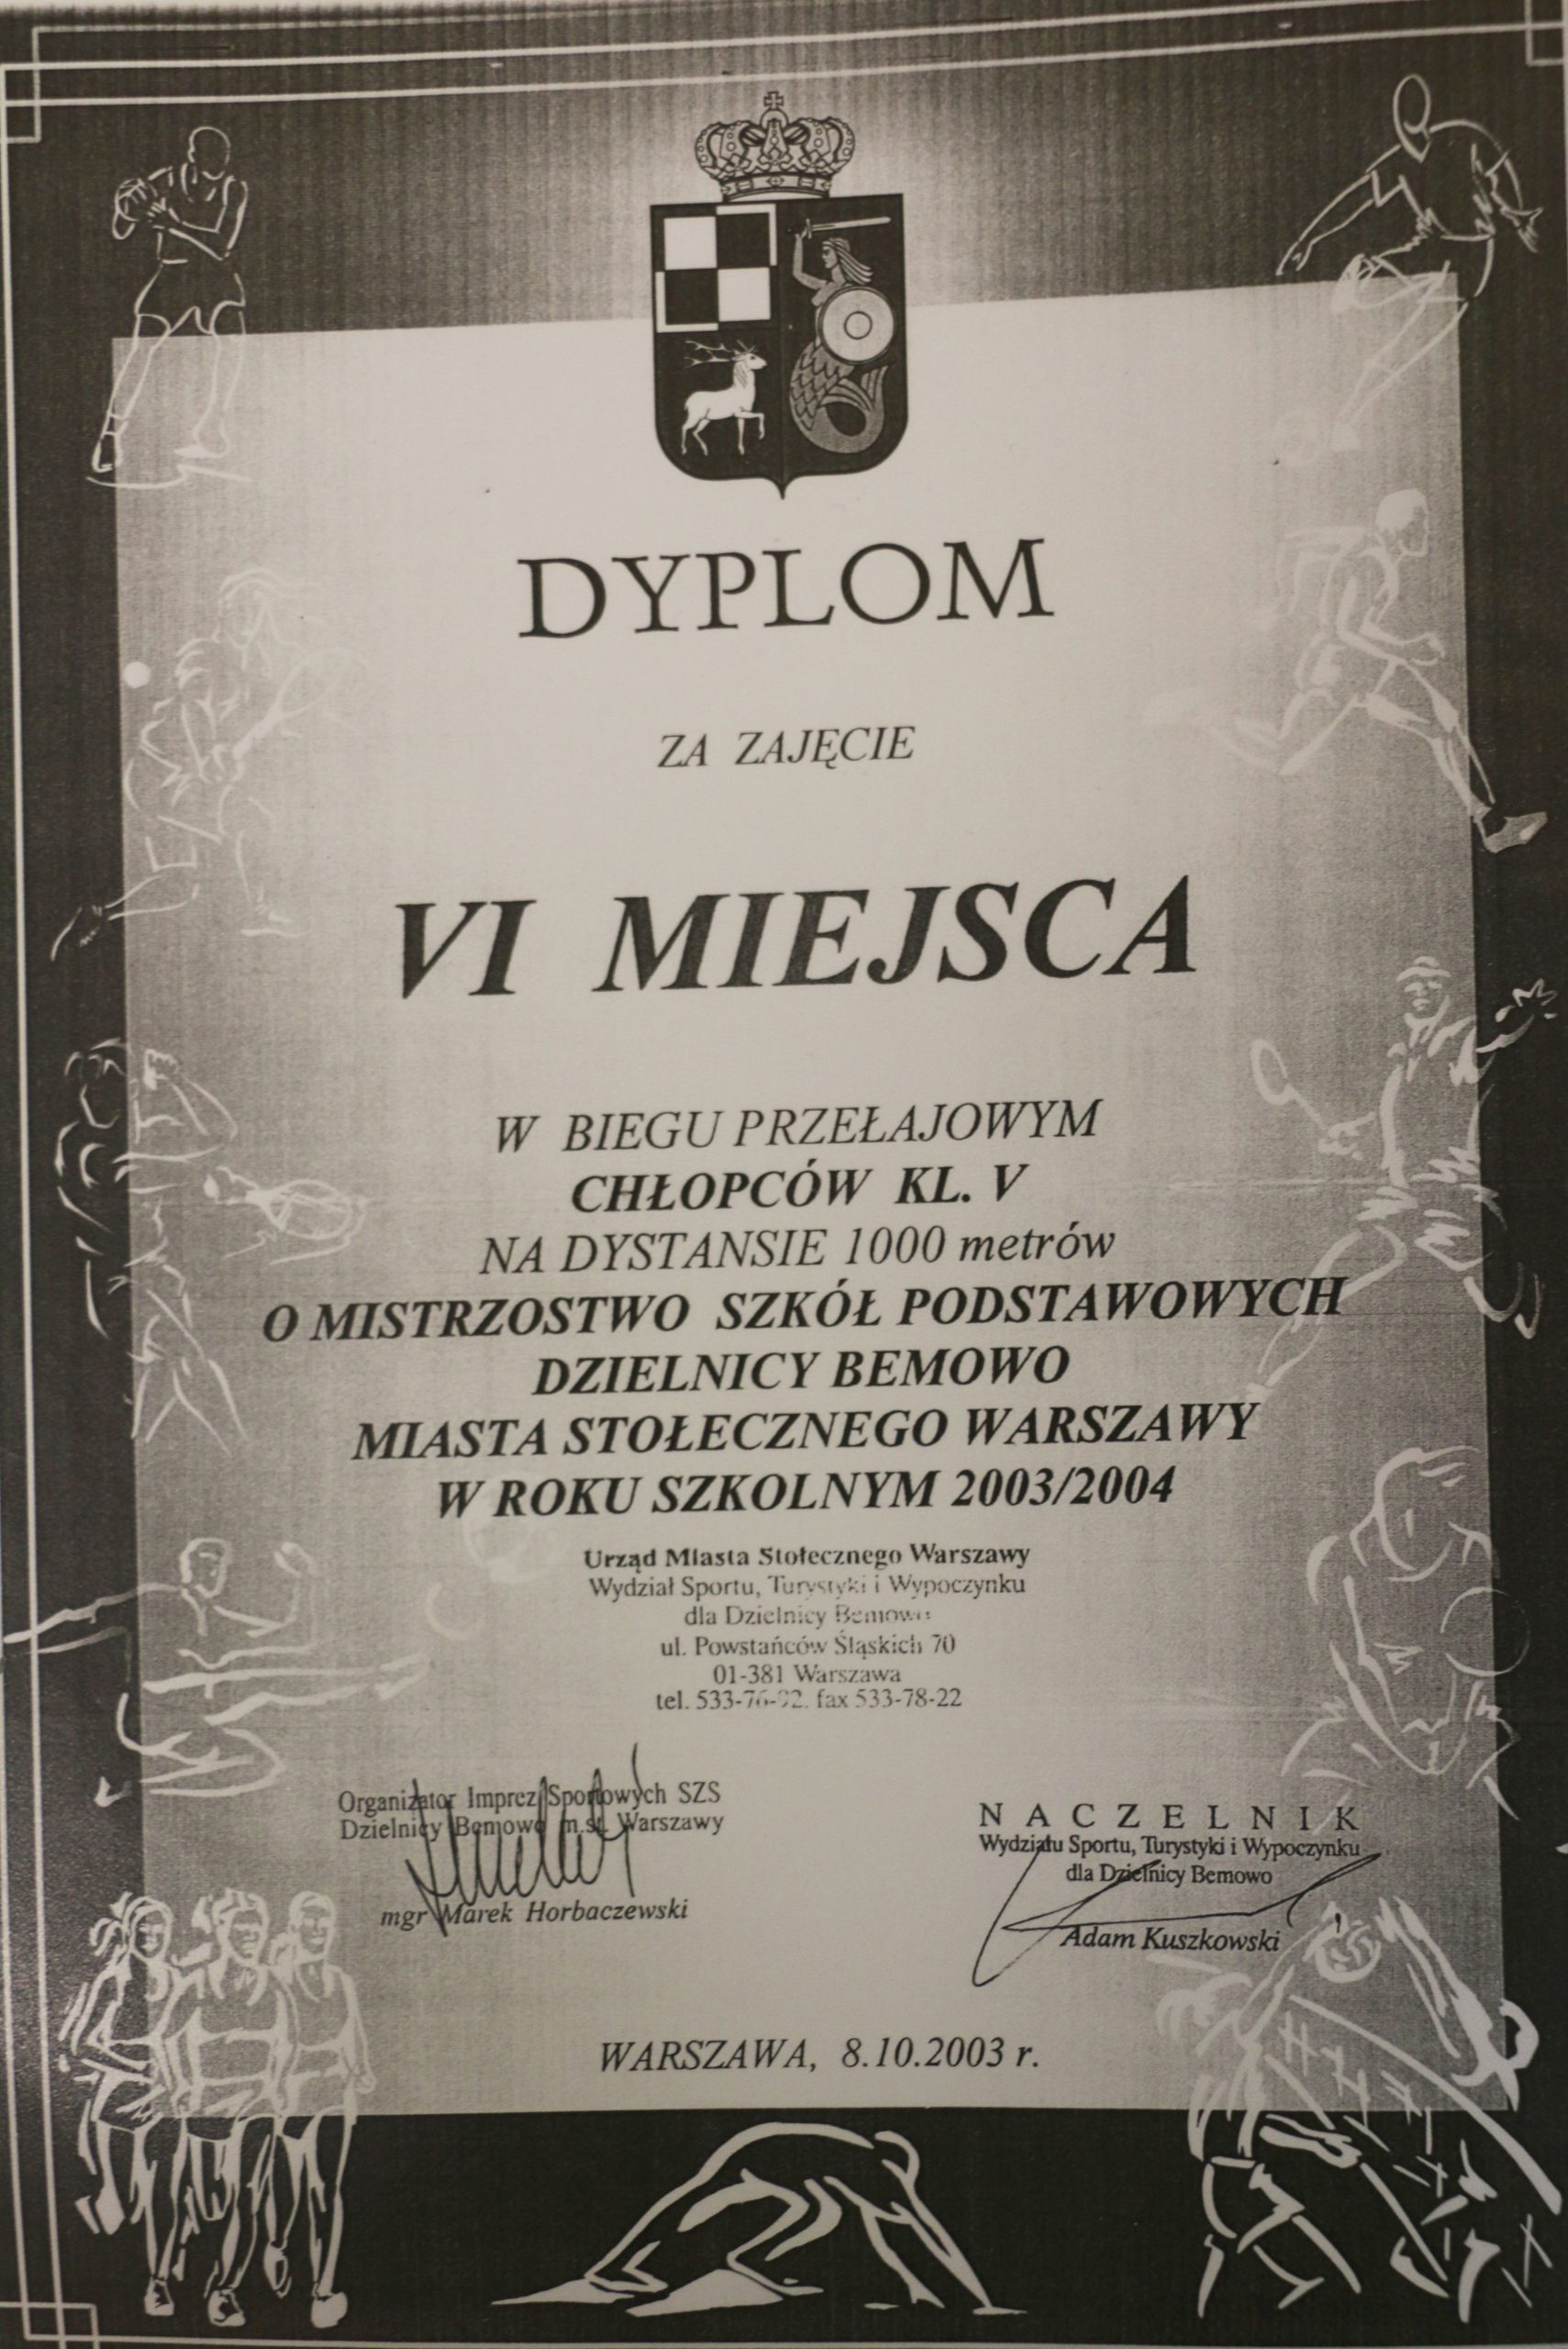 DYPLOM
ZA ZAJĘCIE
VI MIEJSCA
W BIEGU PRZEŁAJOWYM
CHŁOPCÓW KL. V
NA DYSTANSIE 1000 metrów
O MISTRZOSTWO SZKÓŁ PODSTAWOWYCH
DZIELNICY BEMOWO
MIASTA STOŁECZNEGO WARSZAWY
W ROKU SZKOLNYM 2003/2004
Urząd Miasta Stołecznego Warszawy
Wydział Sportu, Turystyki i Wypoczynku
dla Dzielnicy Bemowo
ul. Powstańców Śląskich 70
01-381 Warszawa
tel. fax 533-78-22
Organizator Imprez Sportowych SZS
Dzielnicy Bemowo m.st. Warszawy
mgr Marek Horbaczewski
NACZELNIK
Wydziału Sportu, Turystyki i Wypoczynku
dla Dzielnicy Bemowo
Adam Kuszkowski
WARSZAWA, 8.10.2003 r.